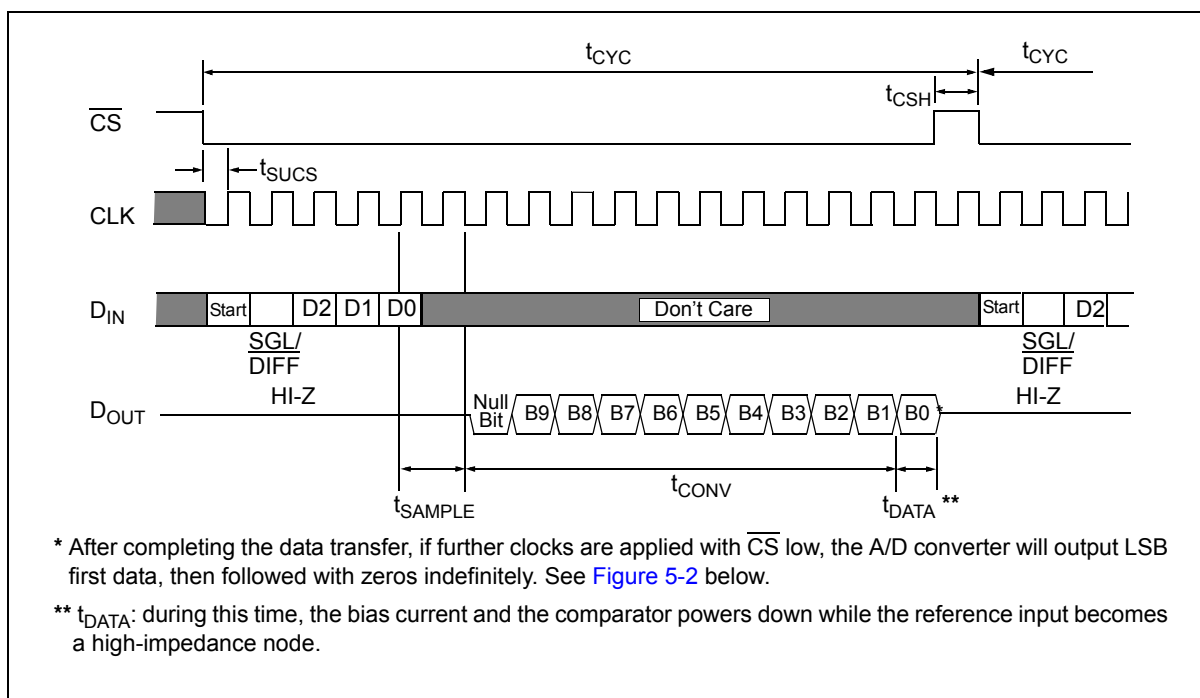 tCYC
tCYC
tCSH
CS
tSUCS
CLK
DIN
Start
D2
D1
D0
Don't Care
Start
D2
SGL/
DIFF
SGL/
DIFF
HI-Z
HI-Z
DOUT
Null
Bit
B9
B8
B7
B6
B5
B4
B3
B2
B1
B0
*
tSAMPLE
tCONV
tDATA **
* After completing the data transfer, if further clocks are applied with CS low, the A/D converter will output LSB
first data, then followed with zeros indefinitely. See Figure 5-2 below.
** tDATA: during this time, the bias current and the comparator powers down while the reference input becomes
a high-impedance node.